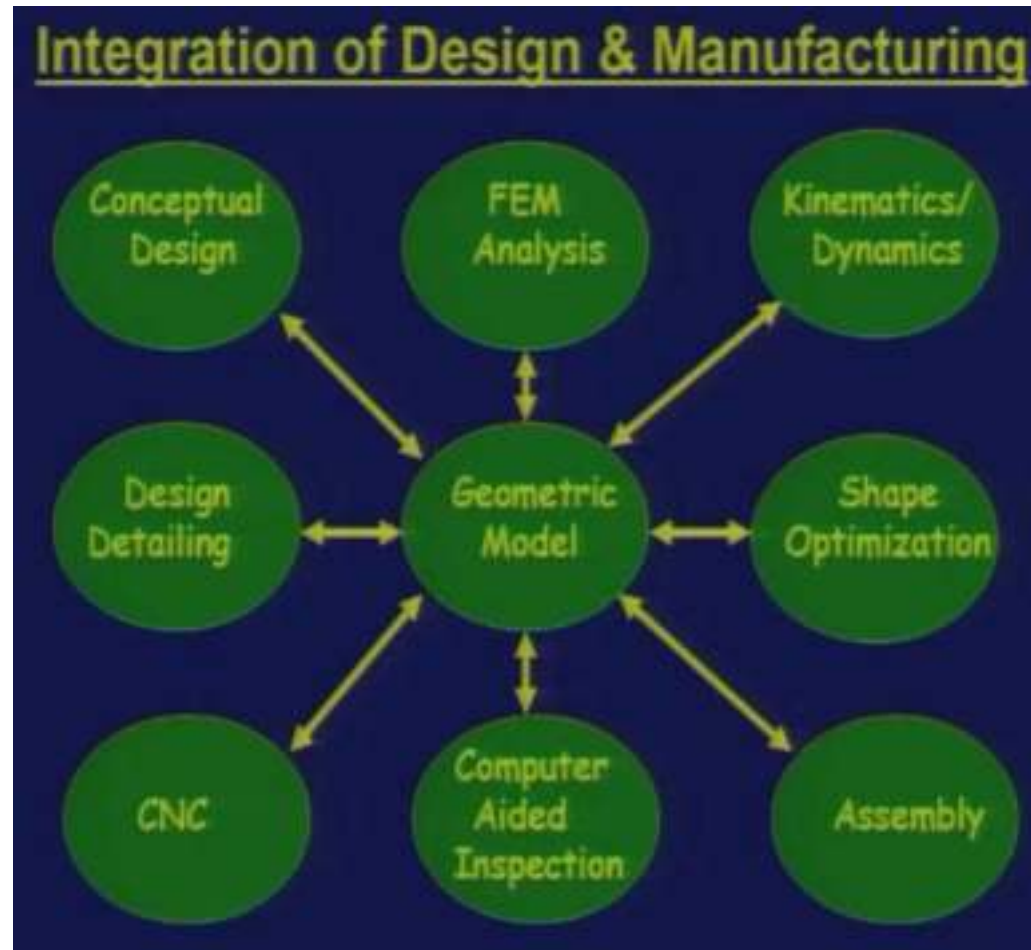 Integration of Design & Manufacturing
Conceptual
Design
FEM
Analysis
Kinematics/
Dynamics
Design
Detailing
Geometric
Model
Shape
Optimization
CNC
Computer
Aided
Inspection
Assembly